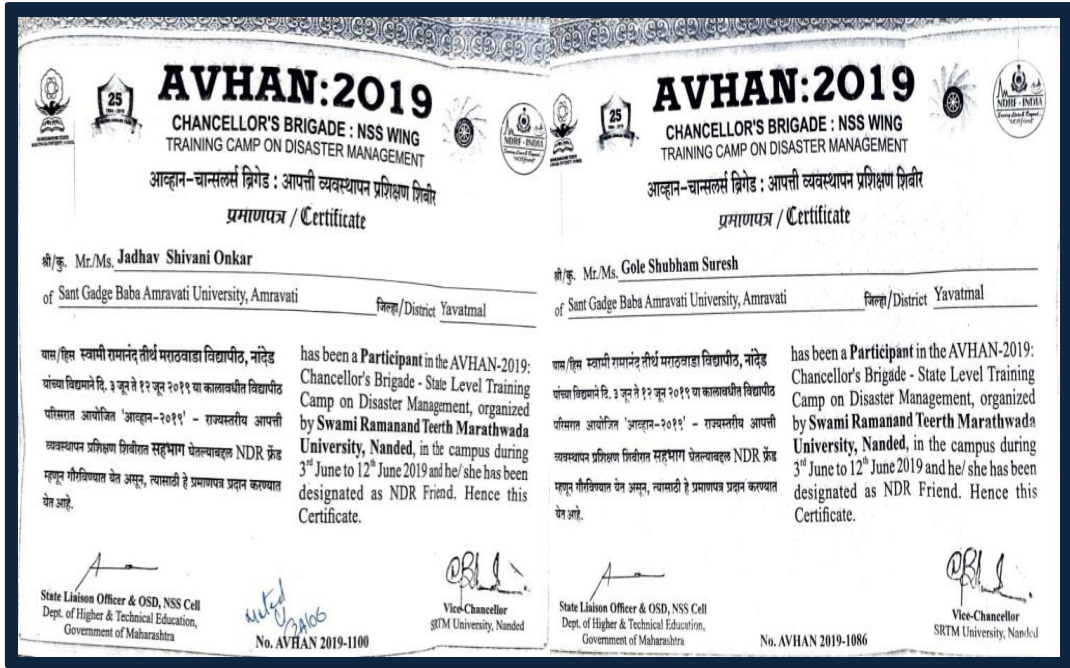 25
AVHAN:2019
CHANCELLOR'S BRIGADE : NSS WING
TRAINING CAMP ON DISASTER MANAGEMENT
NDRF - INDIA
आव्हान-चान्सलर्स ब्रिगेड : आपत्ती व्यवस्थापन प्रशिक्षण शिबीर
प्रमाणपत्र / Certificate
श्री/कु. Mr./Ms. Jadhav Shivani Onkar
of Sant Gadge Baba Amravati University, Amravati जिल्हा/District Yavatmal
यास/हिस स्वामी रामानंद तीर्थ मराठवाडा विद्यापीठ, नांदेड
यांच्या विद्यमाने दि. ३ जून ते १२ जून २०१९ या कालावधीत विद्यापीठ
परिसरात आयोजित 'आव्हान-२०१९' - राज्यस्तरीय आपत्ती
व्यवस्थापन प्रशिक्षण शिबीरात सहभाग घेतल्याबद्दल NDR फ्रेंड
म्हणून गौरविण्यात येत असून, त्यासाठी हे प्रमाणपत्र प्रदान करण्यात
येत आहे.
has been a Participant in the AVHAN-2019:
Chancellor's Brigade - State Level Training
Camp on Disaster Management, organized
by Swami Ramanand Teerth Marathwada
University, Nanded, in the campus during
3rd June to 12th June 2019 and he/ she has been
designated as NDR Friend. Hence this
Certificate.
State Liaison Officer & OSD, NSS Cell
Dept. of Higher & Technical Education,
Government of Maharashtra
No. AVHAN 2019-1100
Vice-Chancellor
SRTM University, Nanded
25
AVHAN:2019
CHANCELLOR'S BRIGADE : NSS WING
TRAINING CAMP ON DISASTER MANAGEMENT
NDRF - INDIA
आव्हान-चान्सलर्स ब्रिगेड : आपत्ती व्यवस्थापन प्रशिक्षण शिबीर
प्रमाणपत्र / Certificate
श्री/कु. Mr./Ms. Gole Shubham Suresh
of Sant Gadge Baba Amravati University, Amravati जिल्हा/District Yavatmal
यास/हिस स्वामी रामानंद तीर्थ मराठवाडा विद्यापीठ, नांदेड
यांच्या विद्यमाने दि. ३ जून ते १२ जून २०१९ या कालावधीत विद्यापीठ
परिसरात आयोजित 'आव्हान-२०१९' - राज्यस्तरीय आपत्ती
व्यवस्थापन प्रशिक्षण शिबीरात सहभाग घेतल्याबद्दल NDR फ्रेंड
म्हणून गौरविण्यात येत असून, त्यासाठी हे प्रमाणपत्र प्रदान करण्यात
येत आहे.
has been a Participant in the AVHAN-2019:
Chancellor's Brigade - State Level Training
Camp on Disaster Management, organized
by Swami Ramanand Teerth Marathwada
University, Nanded, in the campus during
3rd June to 12th June 2019 and he/ she has been
designated as NDR Friend. Hence this
Certificate.
State Liaison Officer & OSD, NSS Cell
Dept. of Higher & Technical Education,
Government of Maharashtra
No. AVHAN 2019-1086
Vice-Chancellor
SRTM University, Nanded